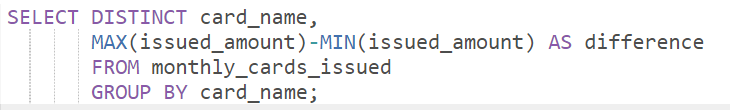 SELECT DISTINCT card_name,
MAX(issued_amount)-MIN(issued_amount) AS difference
FROM monthly_cards_issued
GROUP BY card_name;